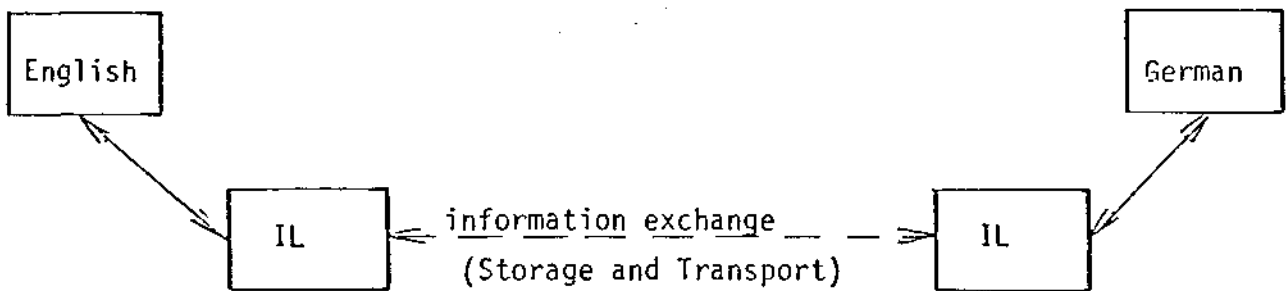 English
German
IL
information exchange
IL
(Storage and Transport)